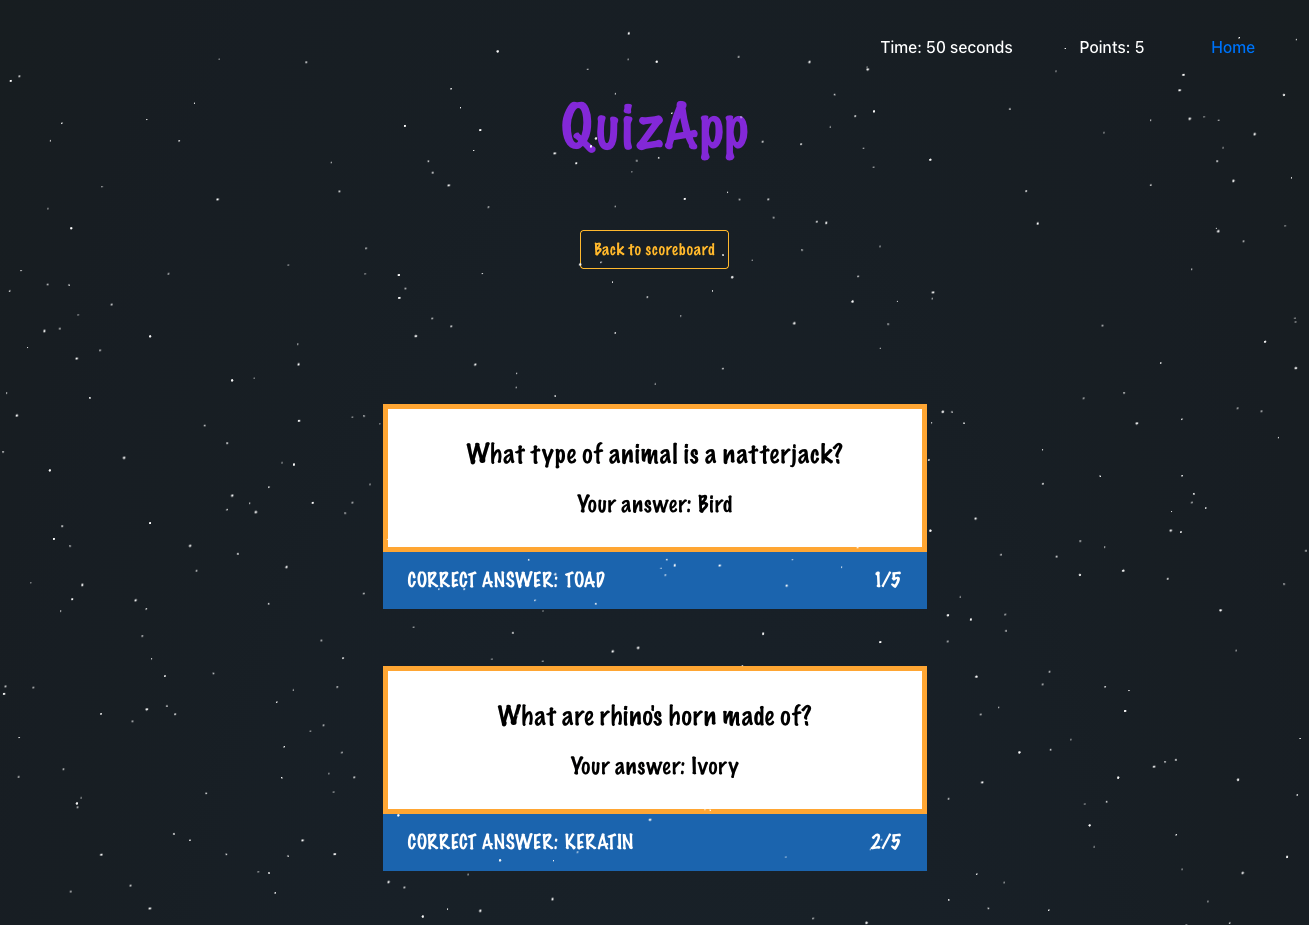 Time: 50 seconds Points: 5 Home
QuizApp
Back to scoreboard
What type of animal is a natterjack?
Your answer: Bird
CORRECT ANSWER: TOAD 1/5
What are rhino's horn made of?
Your answer: Ivory
CORRECT ANSWER: KERATIN 2/5